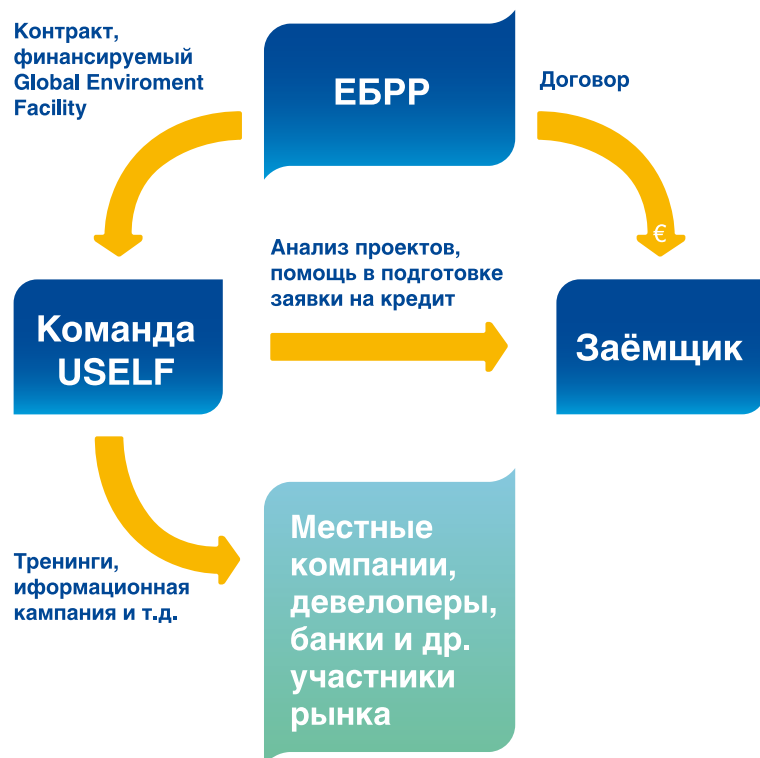 Контракт,
финансируемый
Global Enviroment
Facility
ЕБРР
Договор
€
Анализ проектов,
помощь в подготовке
заявки на кредит
Команда
USELF
Заёмщик
Тренинги,
иформационная
кампания и т.д.
Местные
компании,
девелоперы,
банки и др.
участники
рынка